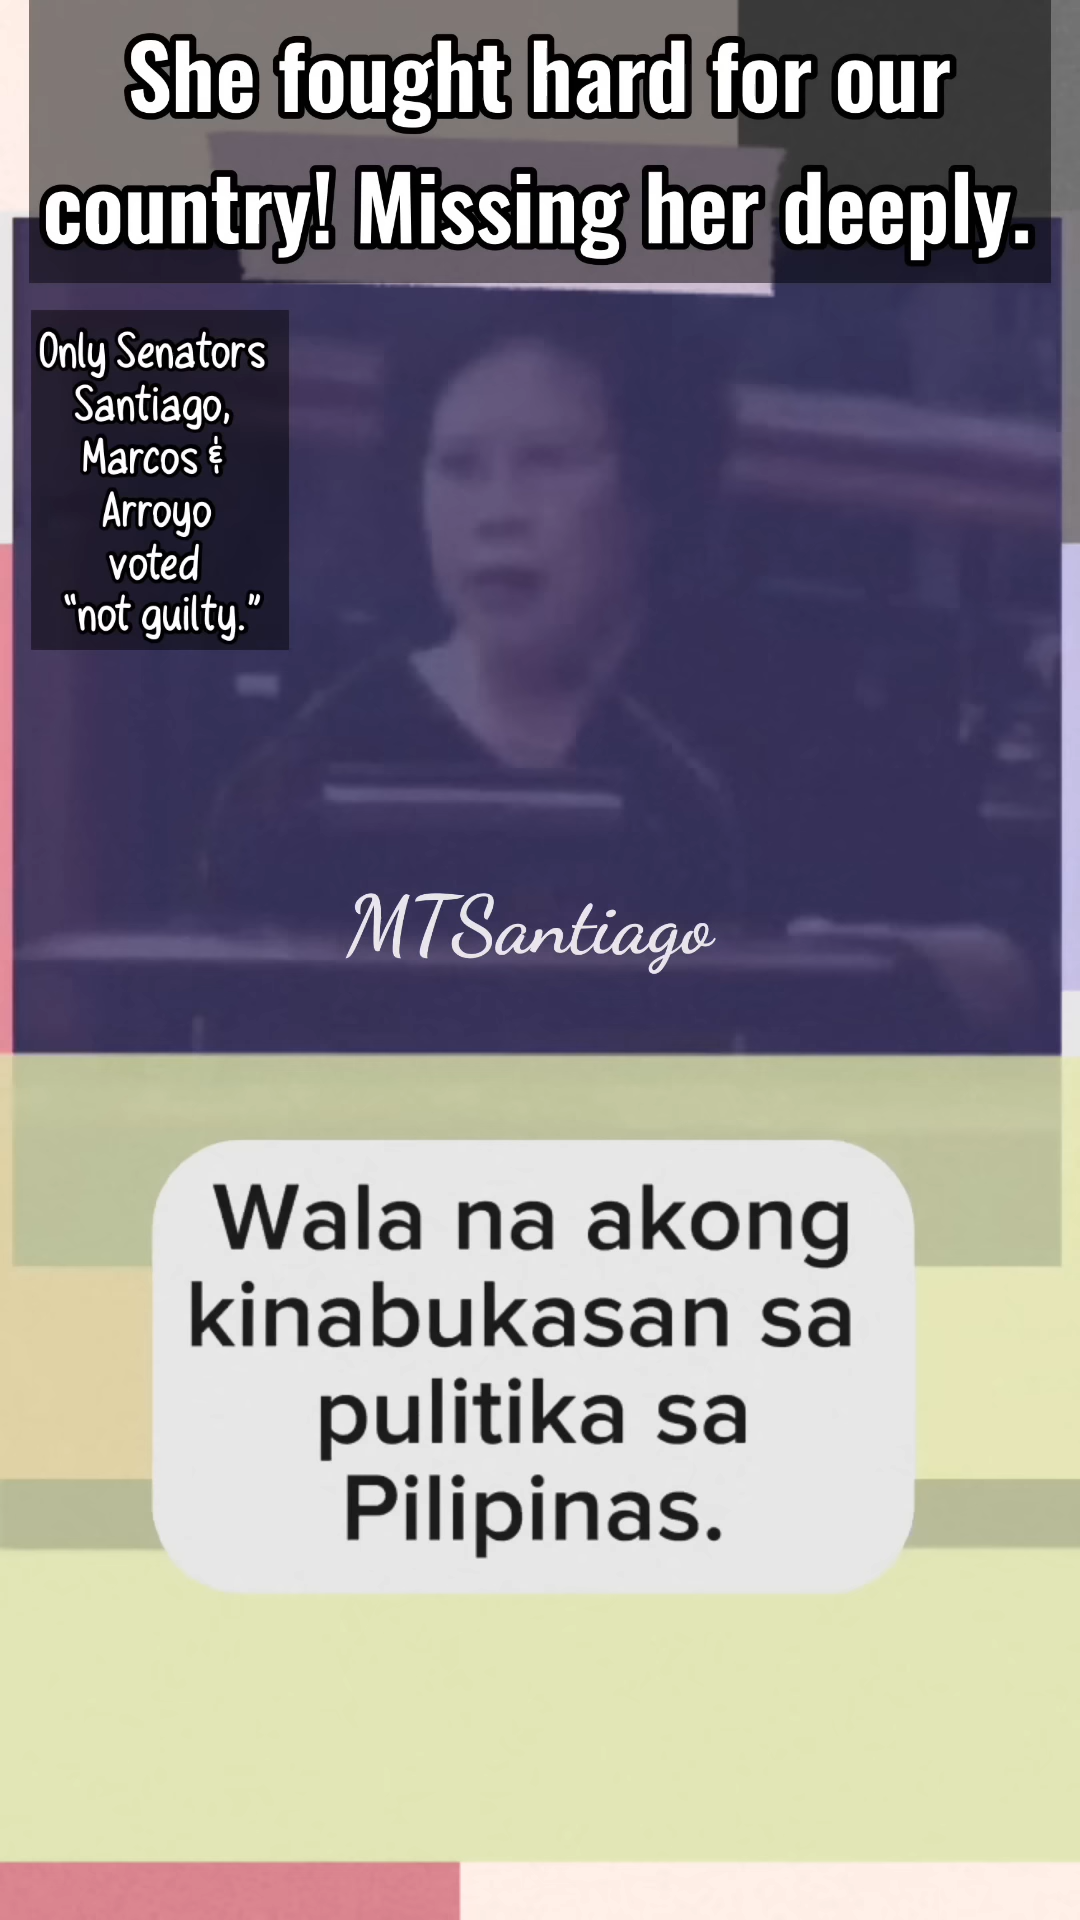 She fought hard for our
country! Missing her deeply.
Only Senators
Santiago,
Marcos &
Arroyo
voted
“not guilty.”
MTSantiago
Wala na akong
kinabukasan sa
pulitika sa
Pilipinas.